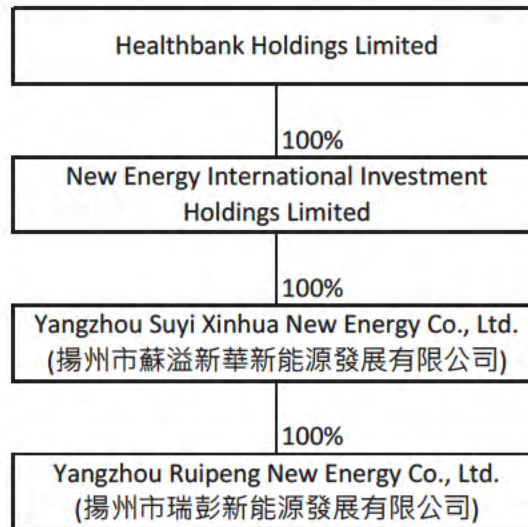 Healthbank Holdings Limited
100%
New Energy International Investment
Holdings Limited
100%
Yangzhou Suyi Xinhua New Energy Co., Ltd.
(揚州市蘇溢新華新能源發展有限公司)
100%
Yangzhou Ruipeng New Energy Co., Ltd.
(揚州市瑞彭新能源發展有限公司)